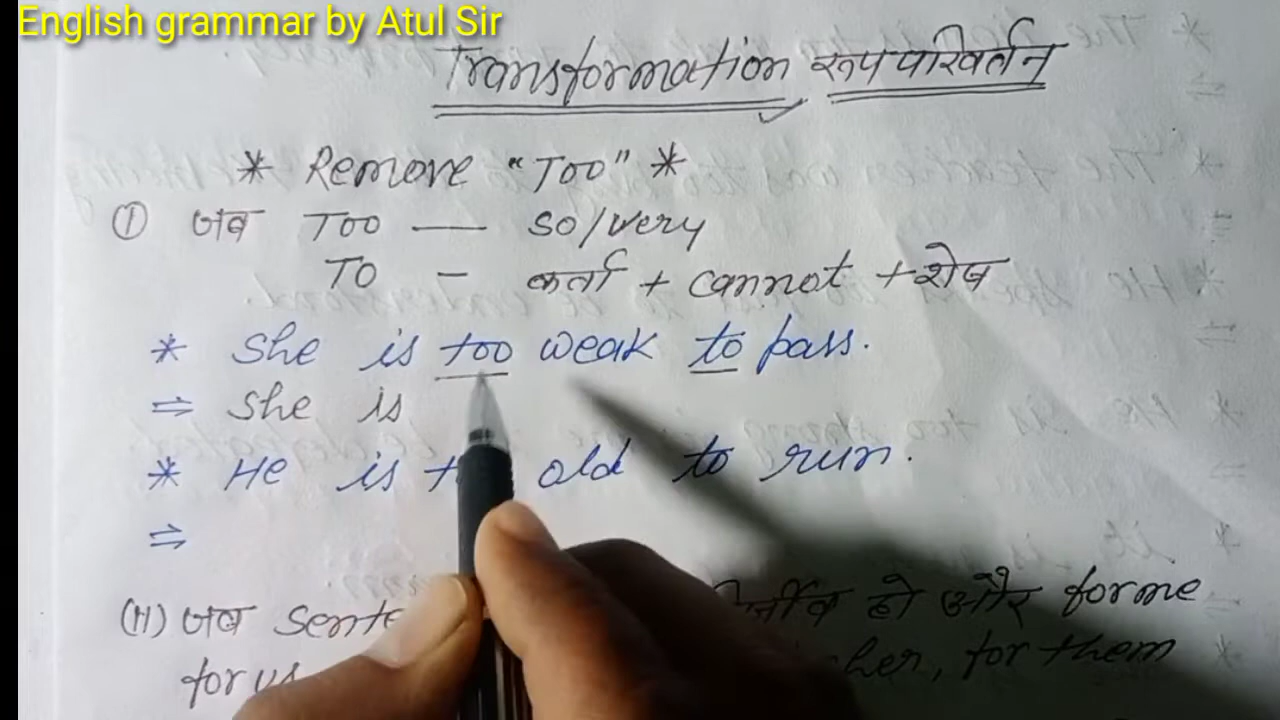 English grammar by Atul Sir
Transformation रूपपरिवर्तन
* Remove "Too" *
① जब Too — so/very
To - कर्ता + cannot + शेष
* She is too weak to pass.
⇒ She is
* He is old to run.
⇒
(II) जब हो और for me
for us for them